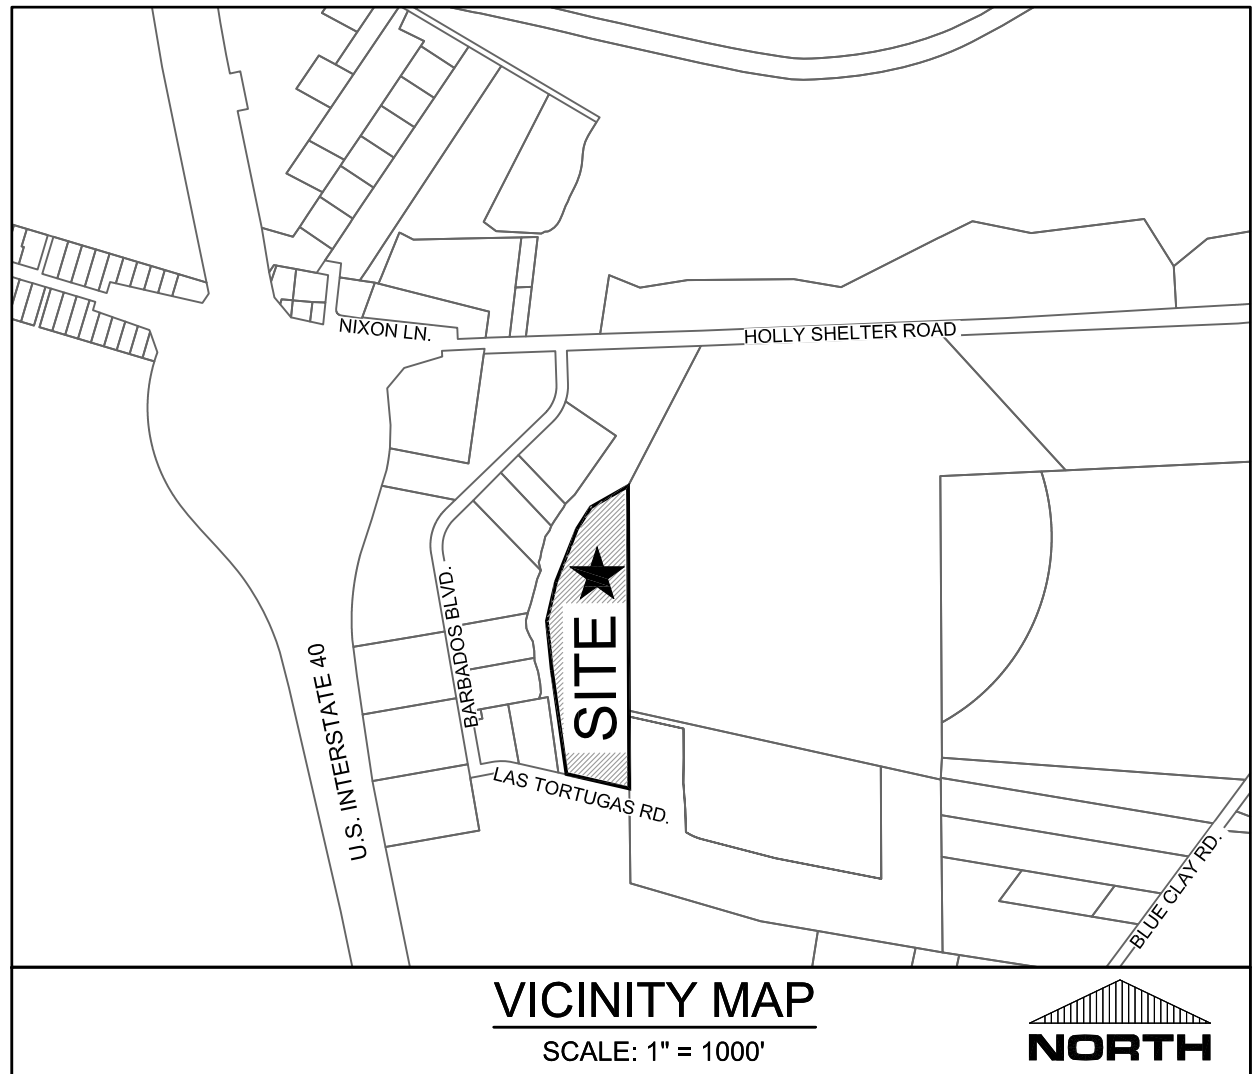 NIXON LN.
HOLLY SHELTER ROAD
BARBADOS BLVD.
SITE
U.S. INTERSTATE 40
LAS TORTUGAS RD.
BLUE CLAY RD.
VICINITY MAP
SCALE: 1" = 1000'
NORTH